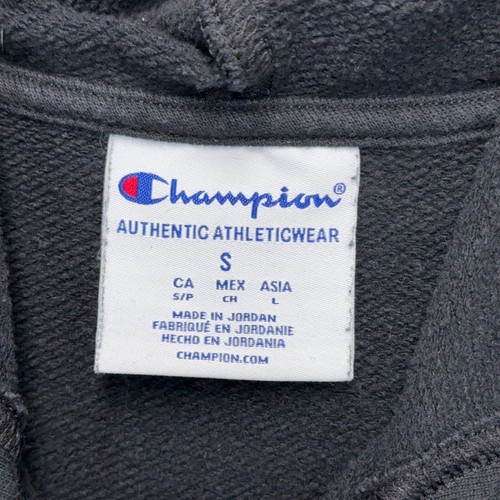 Champion®
AUTHENTIC ATHLETICWEAR
S
CA MEX ASIA
S/P CH L
MADE IN JORDAN
FABRIQUÉ EN JORDANIE
HECHO EN JORDANIA
CHAMPION.COM